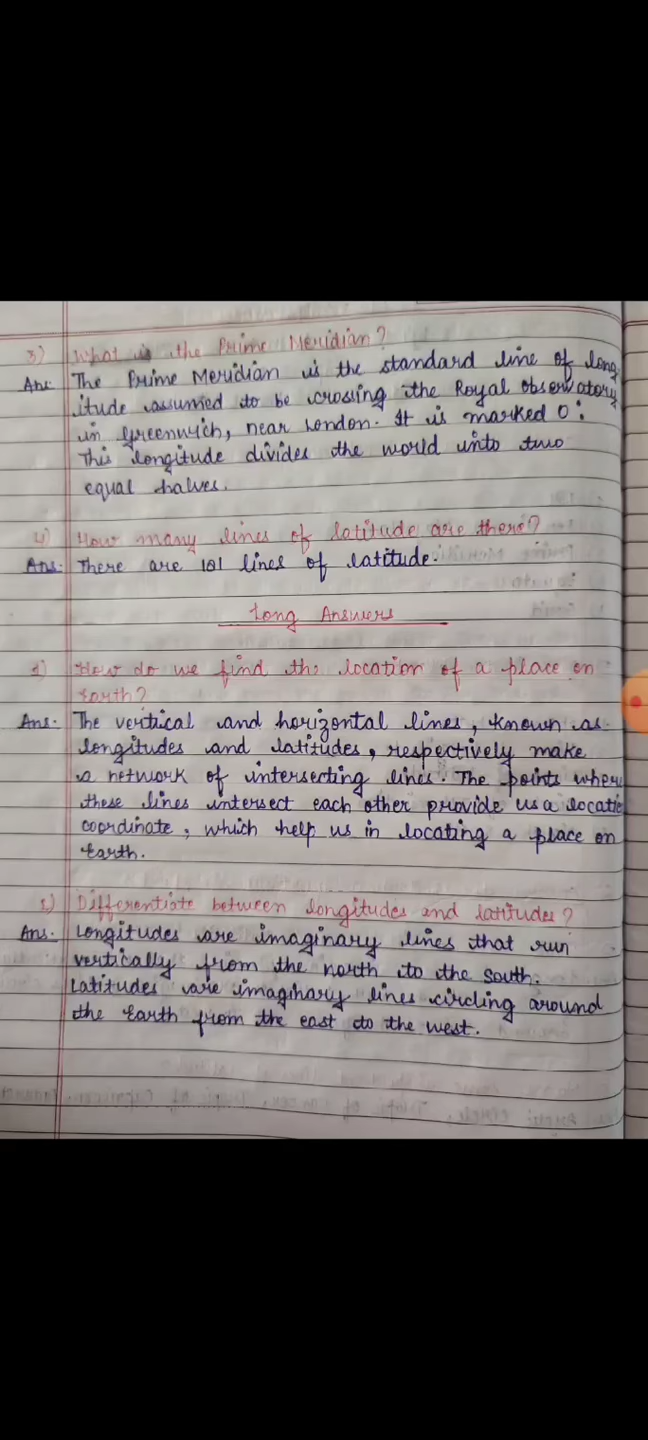 3) What is the Prime Meridian?
Ans. The Prime Meridian is the standard line of long
itude assumed to be crossing the Royal Observatory
in Greenwich, near London. It is marked 0°.
This longitude divides the world into two
equal halves.
4) How many lines of latitude are there?
Ans. There are 181 lines of latitude.
Long Answers
1) How do we find the location of a place on
Earth?
Ans. The vertical and horizontal lines, known as
longitudes and latitudes, respectively make
a network of intersecting lines. The points where
these lines intersect each other provide us a locatio
coordinate, which help us in locating a place on
Earth.
2) Differentiate between longitudes and latitudes?
Ans. Longitudes are imaginary lines that run
vertically from the north to the south.
Latitudes are imaginary lines circling around
the Earth from the east to the west.